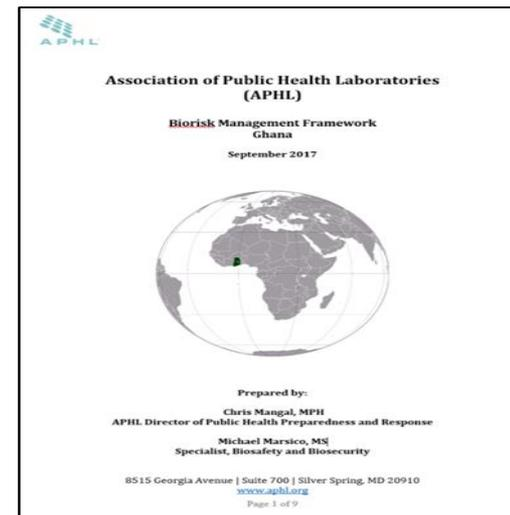 APHL
Association of Public Health Laboratories
(APHL)
Biorisk Management Framework
Ghana
September 2017
Prepared by:
Chris Mangal, MPH
APHL Director of Public Health Preparedness and Response
Michael Marsico, MS
Specialist, Biosafety and Biosecurity
8515 Georgia Avenue | Suite 700 | Silver Spring, MD 20910
www.aphl.org
Page 1 of 9